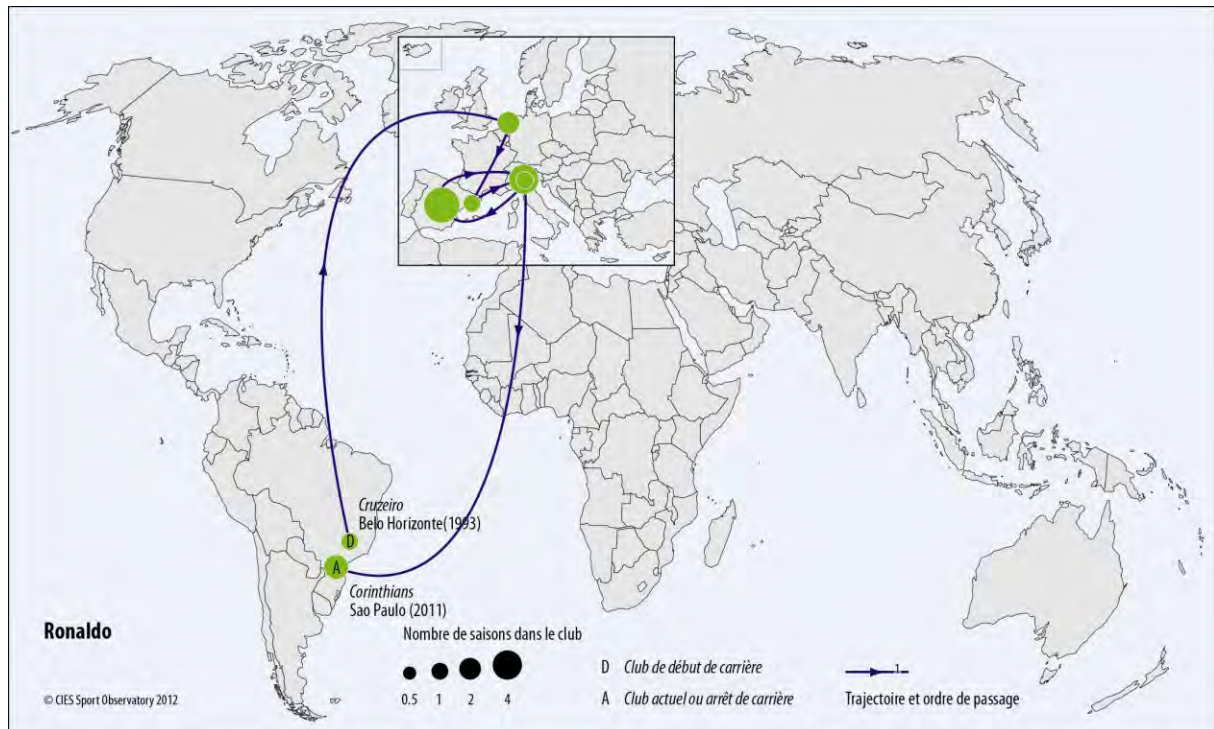 Cruzeiro
Belo Horizonte(1993)
D
A
Corinthians
Sao Paulo (2011)
Ronaldo
Nombre de saisons dans le club
0.5 1 2 4
D Club de début de carrière
A Club actuel ou arrêt de carrière
1
Trajectoire et ordre de passage
© CIES Sport Observatory 2012